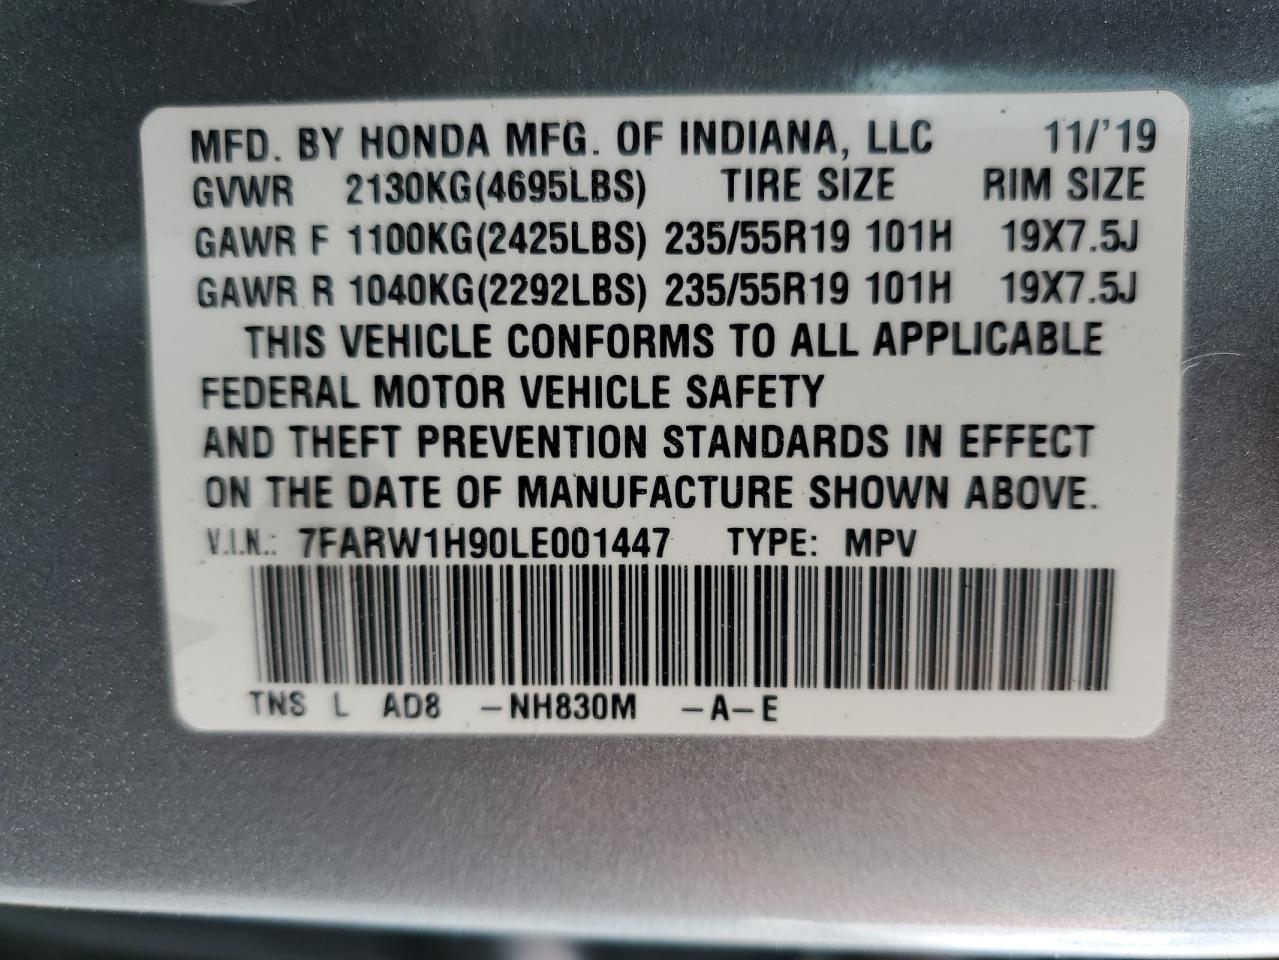 MFD. BY HONDA MFG. OF INDIANA, LLC 11/'19
GVWR 2130KG(4695LBS) TIRE SIZE RIM SIZE
GAWR F 1100KG(2425LBS) 235/55R19 101H 19X7.5J
GAWR R 1040KG(2292LBS) 235/55R19 101H 19X7.5J
THIS VEHICLE CONFORMS TO ALL APPLICABLE
FEDERAL MOTOR VEHICLE SAFETY
AND THEFT PREVENTION STANDARDS IN EFFECT
ON THE DATE OF MANUFACTURE SHOWN ABOVE.
V.I.N.: 7FARW1H90LE001447 TYPE: MPV
TNS L AD8 -NH830M -A-E